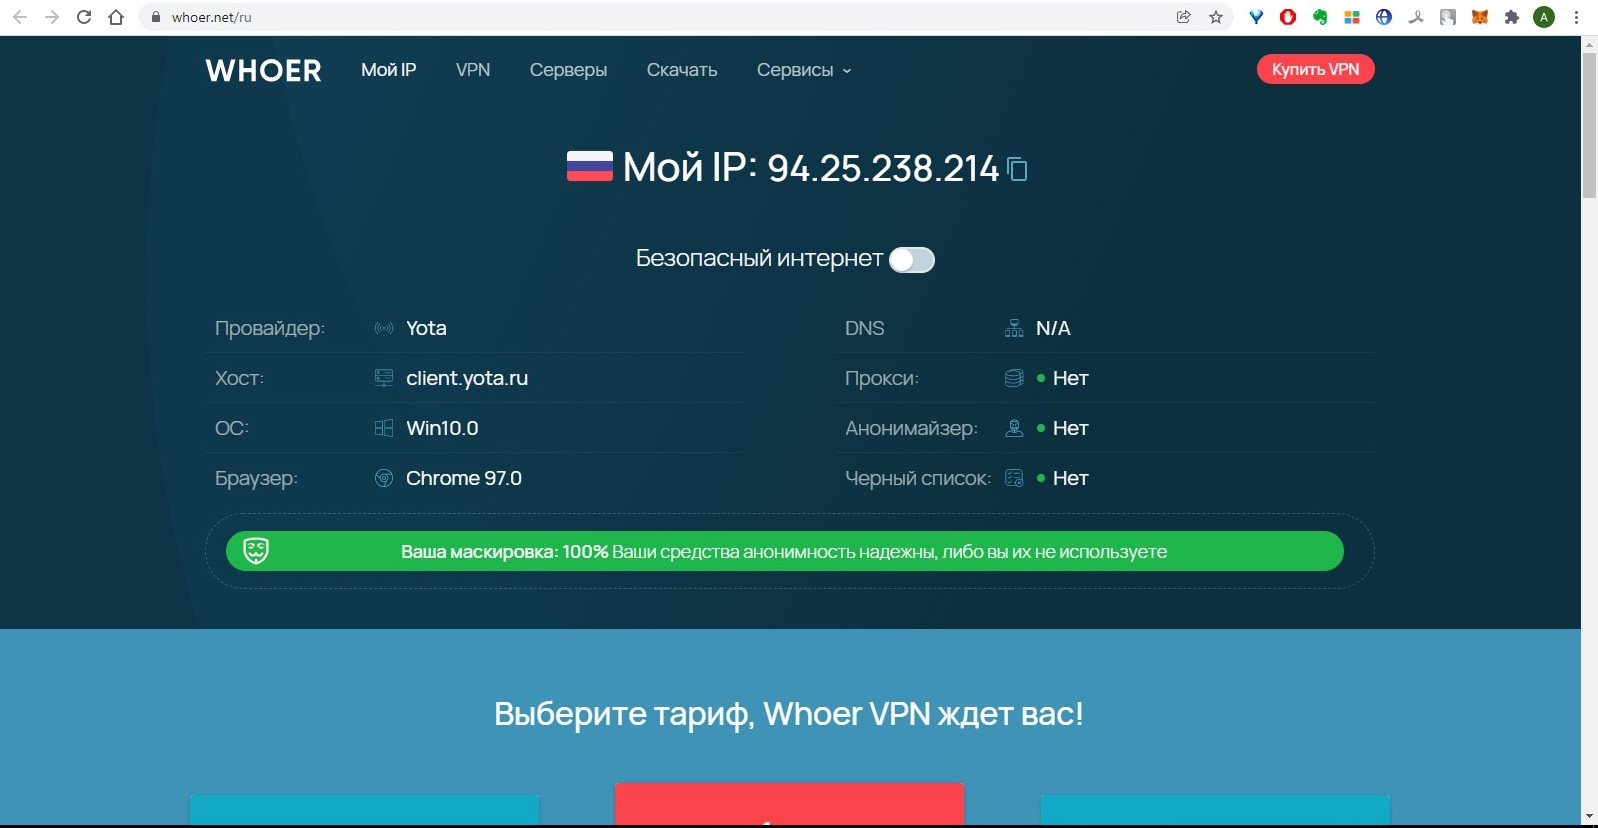 whoer.net/ru
A
WHOER Мой IP VPN Серверы Скачать Сервисы Купить VPN
Мой IP: 94.25.238.214
Безопасный интернет
Провайдер: Yota DNS N/A
Хост: client.yota.ru Прокси: Нет
ОС: Win10.0 Анонимайзер: Нет
Браузер: Chrome 97.0 Черный список: Нет
Ваша маскировка: 100% Ваши средства анонимность надежны, либо вы их не используете
Выберите тариф, Whoer VPN ждет вас!